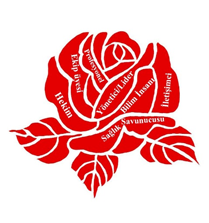 Hekim
Ekip üyesi
Profesyonel
Yönetici/Lider
Bilim İnsanı
İletişimci
Sağlık Savunucusu